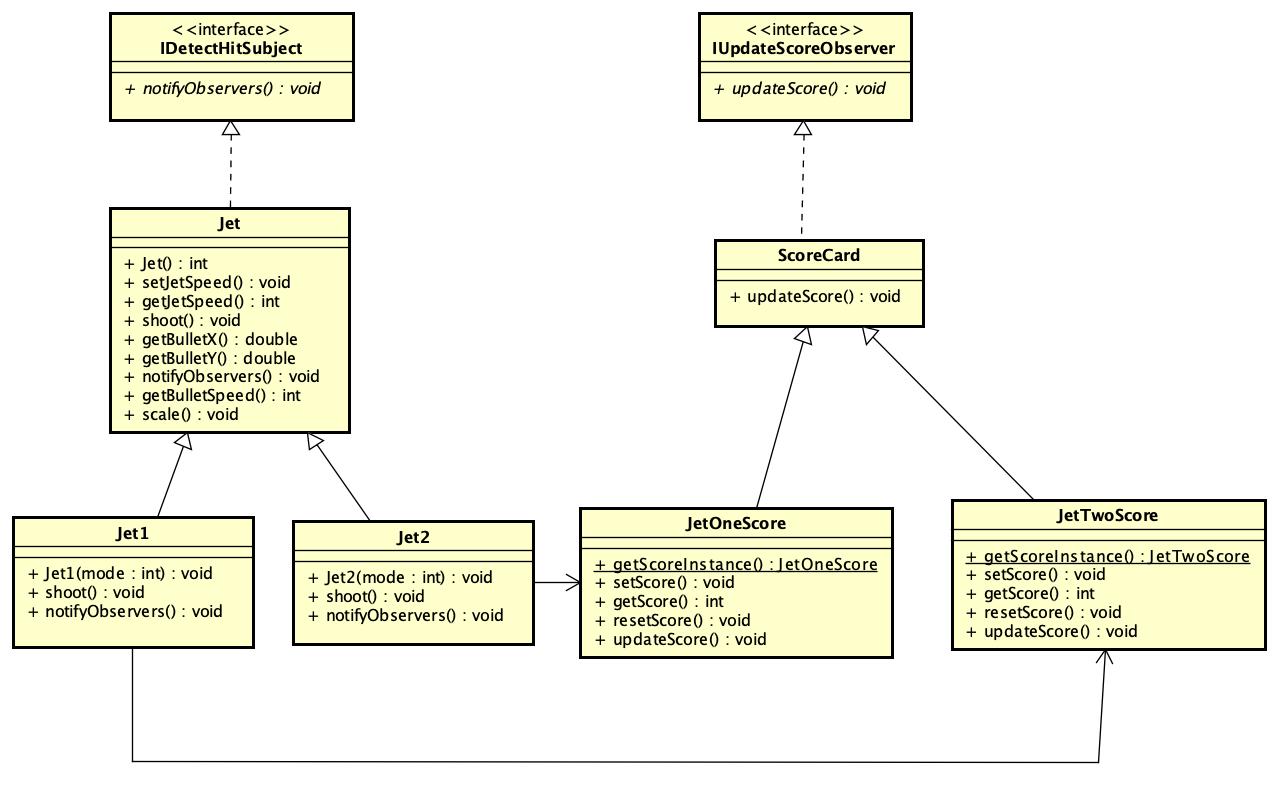 <<interface>>
IDetectHitSubject
+ notifyObservers() : void
<<interface>>
IUpdateScoreObserver
+ updateScore() : void
Jet
+ Jet() : int
+ setJetSpeed() : void
+ getJetSpeed() : int
+ shoot() : void
+ getBulletX() : double
+ getBulletY() : double
+ notifyObservers() : void
+ getBulletSpeed() : int
+ scale() : void
ScoreCard
+ updateScore() : void
Jet1
+ Jet1(mode : int) : void
+ shoot() : void
+ notifyObservers() : void
Jet2
+ Jet2(mode : int) : void
+ shoot() : void
+ notifyObservers() : void
JetOneScore
+ getScoreInstance() : JetOneScore
+ setScore() : void
+ getScore() : int
+ resetScore() : void
+ updateScore() : void
JetTwoScore
+ getScoreInstance() : JetTwoScore
+ setScore() : void
+ getScore() : int
+ resetScore() : void
+ updateScore() : void